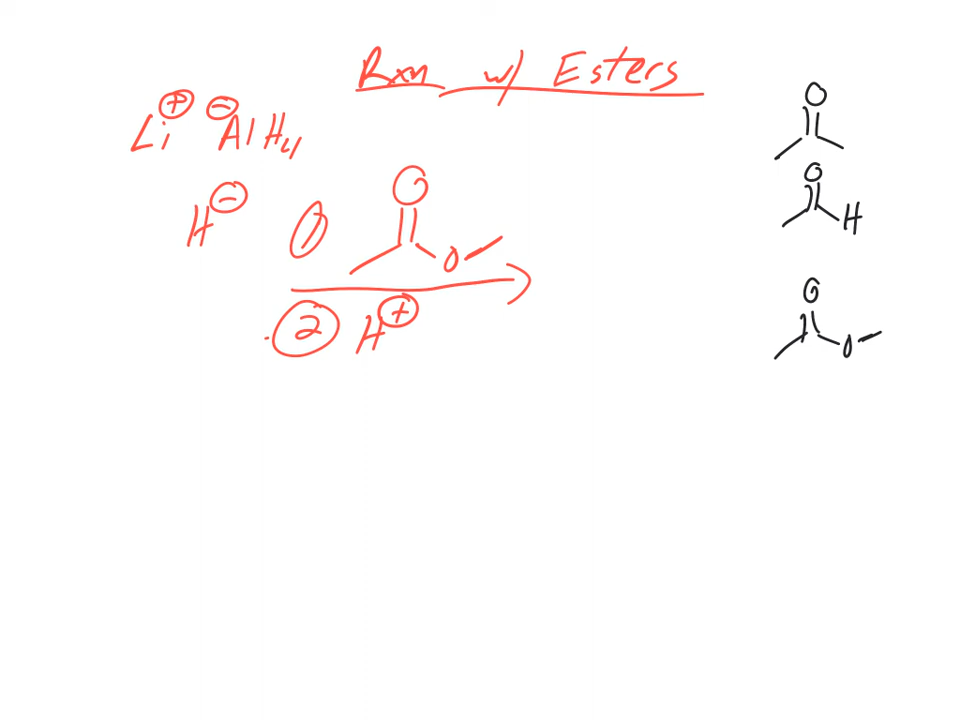 Rxn w/ Esters
Li⊕ ⊖AlH4
H⊖ ① O
O
② H⊕
O
O
H
O
O